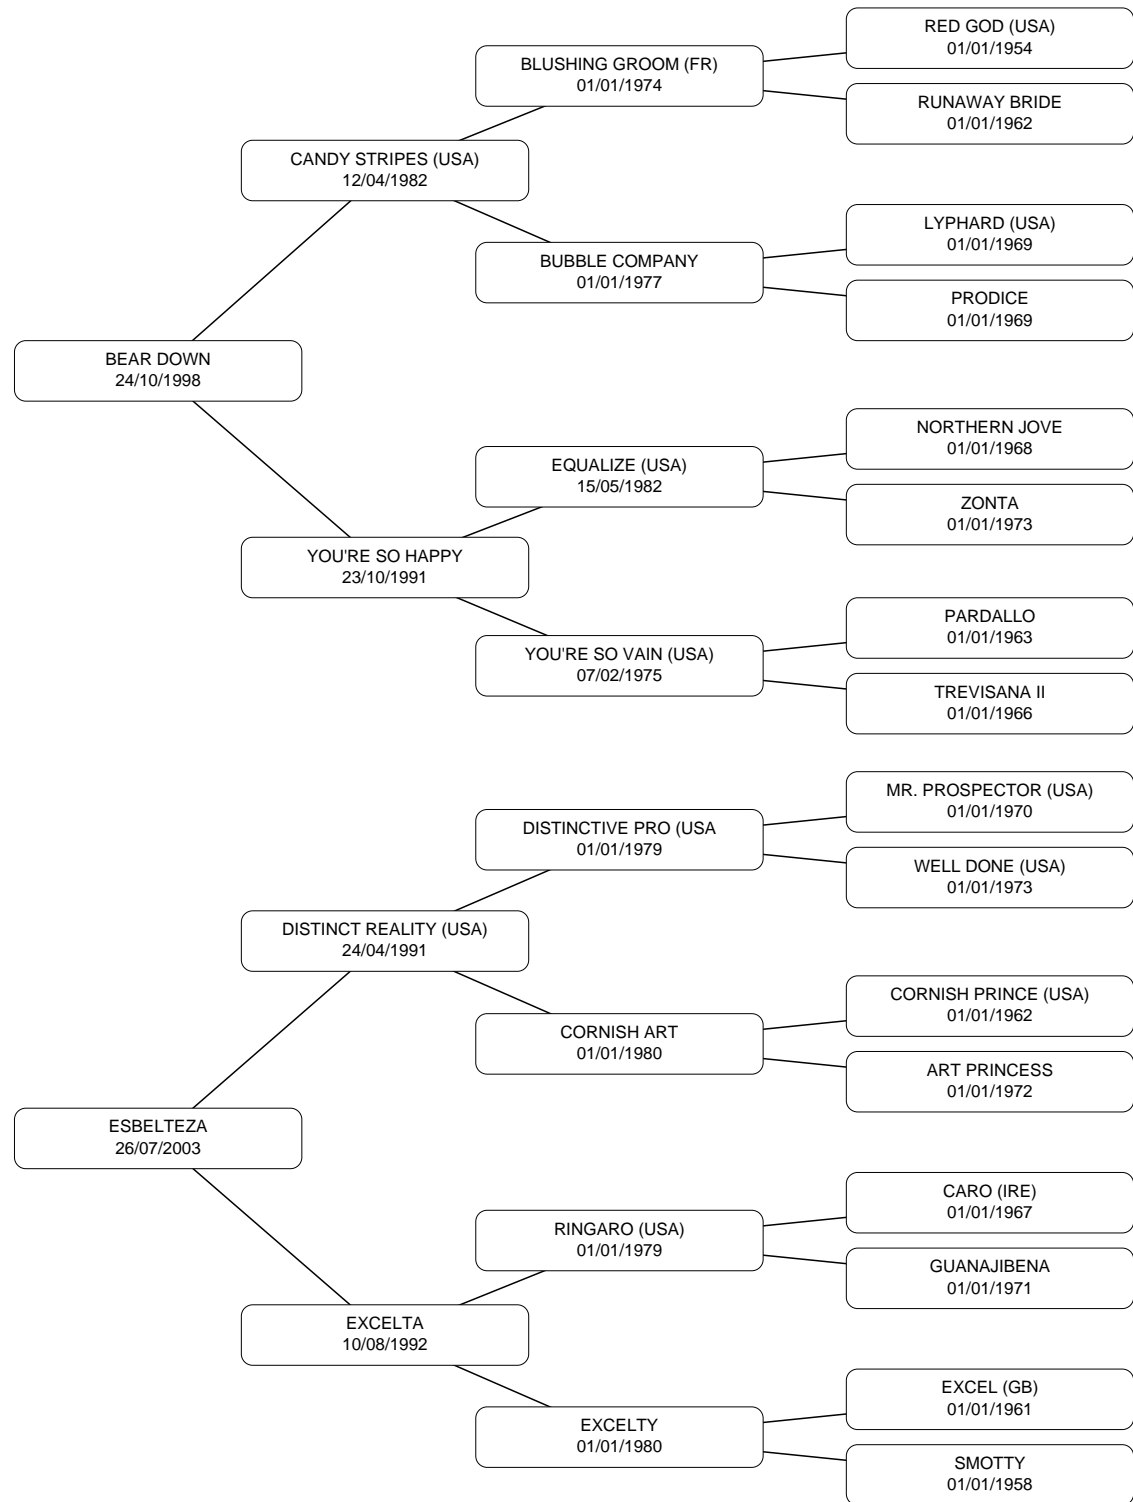 RED GOD (USA)
01/01/1954
BLUSHING GROOM (FR)
01/01/1974
RUNAWAY BRIDE
01/01/1962
CANDY STRIPES (USA)
12/04/1982
LYPHARD (USA)
01/01/1969
BUBBLE COMPANY
01/01/1977
PRODICE
01/01/1969
BEAR DOWN
24/10/1998
NORTHERN JOVE
01/01/1968
EQUALIZE (USA)
15/05/1982
ZONTA
01/01/1973
YOU'RE SO HAPPY
23/10/1991
PARDALLO
01/01/1963
YOU'RE SO VAIN (USA)
07/02/1975
TREVISANA II
01/01/1966
MR. PROSPECTOR (USA)
01/01/1970
DISTINCTIVE PRO (USA
01/01/1979
WELL DONE (USA)
01/01/1973
DISTINCT REALITY (USA)
24/04/1991
CORNISH PRINCE (USA)
01/01/1962
CORNISH ART
01/01/1980
ART PRINCESS
01/01/1972
ESBELTEZA
26/07/2003
CARO (IRE)
01/01/1967
RINGARO (USA)
01/01/1979
GUANAJIBENA
01/01/1971
EXCELTA
10/08/1992
EXCEL (GB)
01/01/1961
EXCELTY
01/01/1980
SMOTTY
01/01/1958